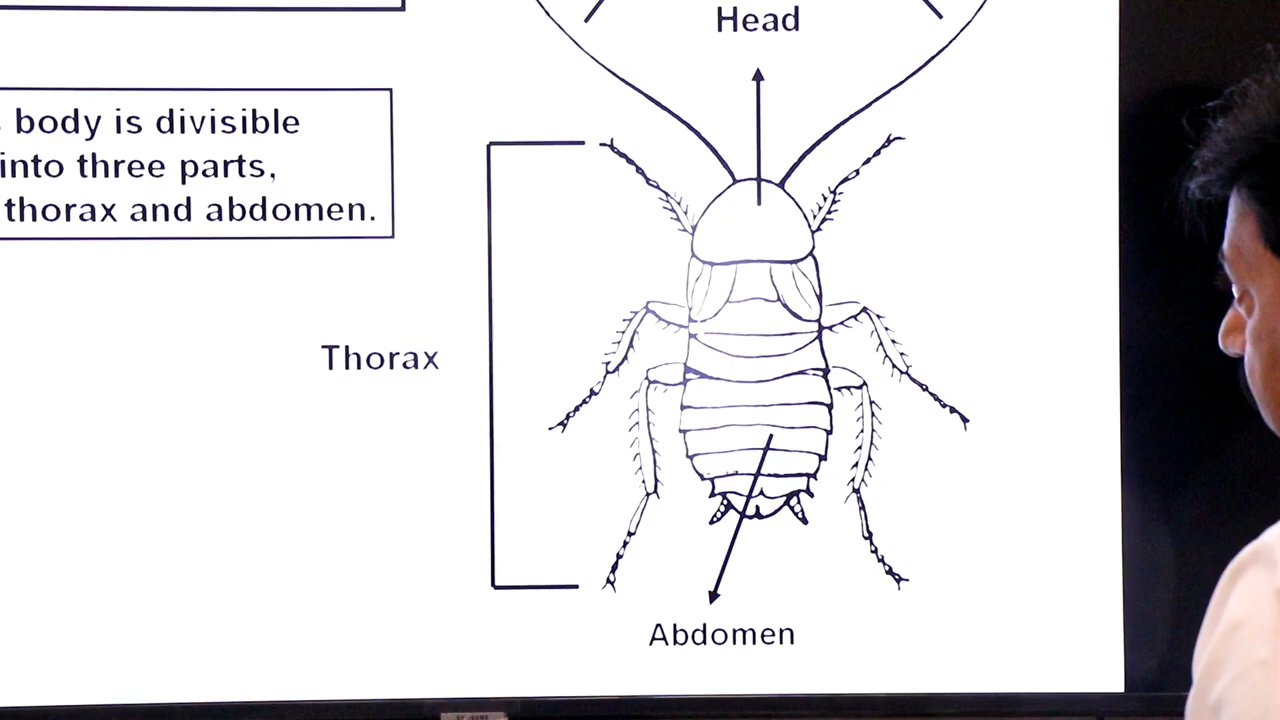 Head
body is divisible
into three parts,
thorax and abdomen.
Thorax
Abdomen